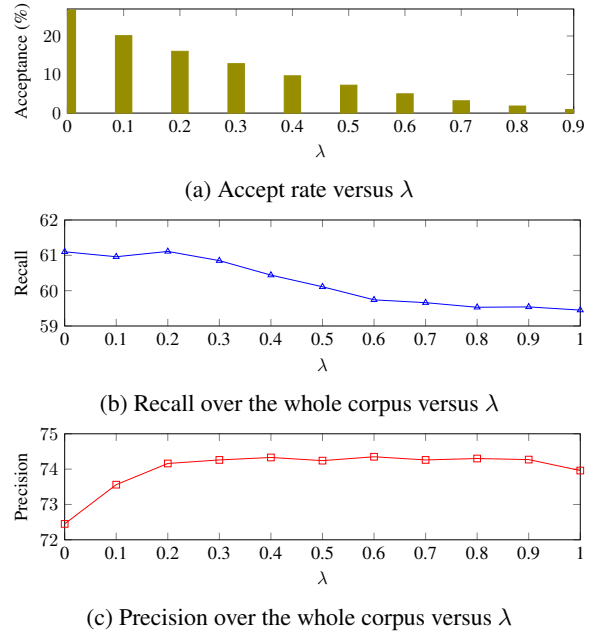 Acceptance (%)
20
10
0
0 0.1 0.2 0.3 0.4 0.5 0.6 0.7 0.8 0.9
λ
(a) Accept rate versus λ
Recall
62
61
60
59
0 0.1 0.2 0.3 0.4 0.5 0.6 0.7 0.8 0.9 1
λ
(b) Recall over the whole corpus versus λ
Precision
75
74
73
72
0 0.1 0.2 0.3 0.4 0.5 0.6 0.7 0.8 0.9 1
λ
(c) Precision over the whole corpus versus λ